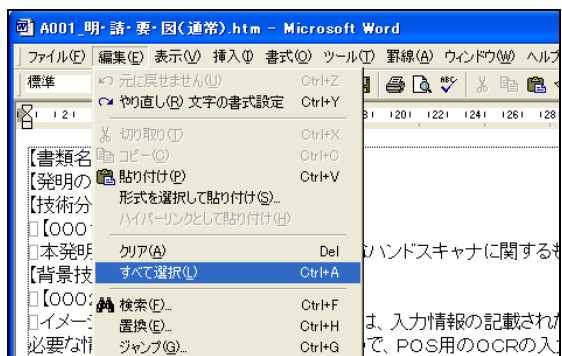 A001_明・請・要・図(通常).htm - Microsoft Word
ファイル(F) 編集(E) 表示(V) 挿入(I) 書式(O) ツール(T) 罫線(A) ウィンドウ(W) ヘルプ
標準
元に戻せません(U) Ctrl+Z
やり直し(R) 文字の書式設定 Ctrl+Y
切り取り(T) Ctrl+X
コピー(C) Ctrl+C
貼り付け(P) Ctrl+V
形式を選択して貼り付け(S)...
ハイパーリンクとして貼り付け(H)
クリア(A) Del
すべて選択(L) Ctrl+A
検索(F)... Ctrl+F
置換(E)... Ctrl+H
ジャンプ(G)... Ctrl+G
|2| |20| |22| |24| |26| |28
【書類名
【発明の
【技術分
□【000
□本発明 ハンドスキャナに関するも
【背景技
□【0002
□イメー は、入力情報の記載された
必要な情 で、POS用のOCRの入